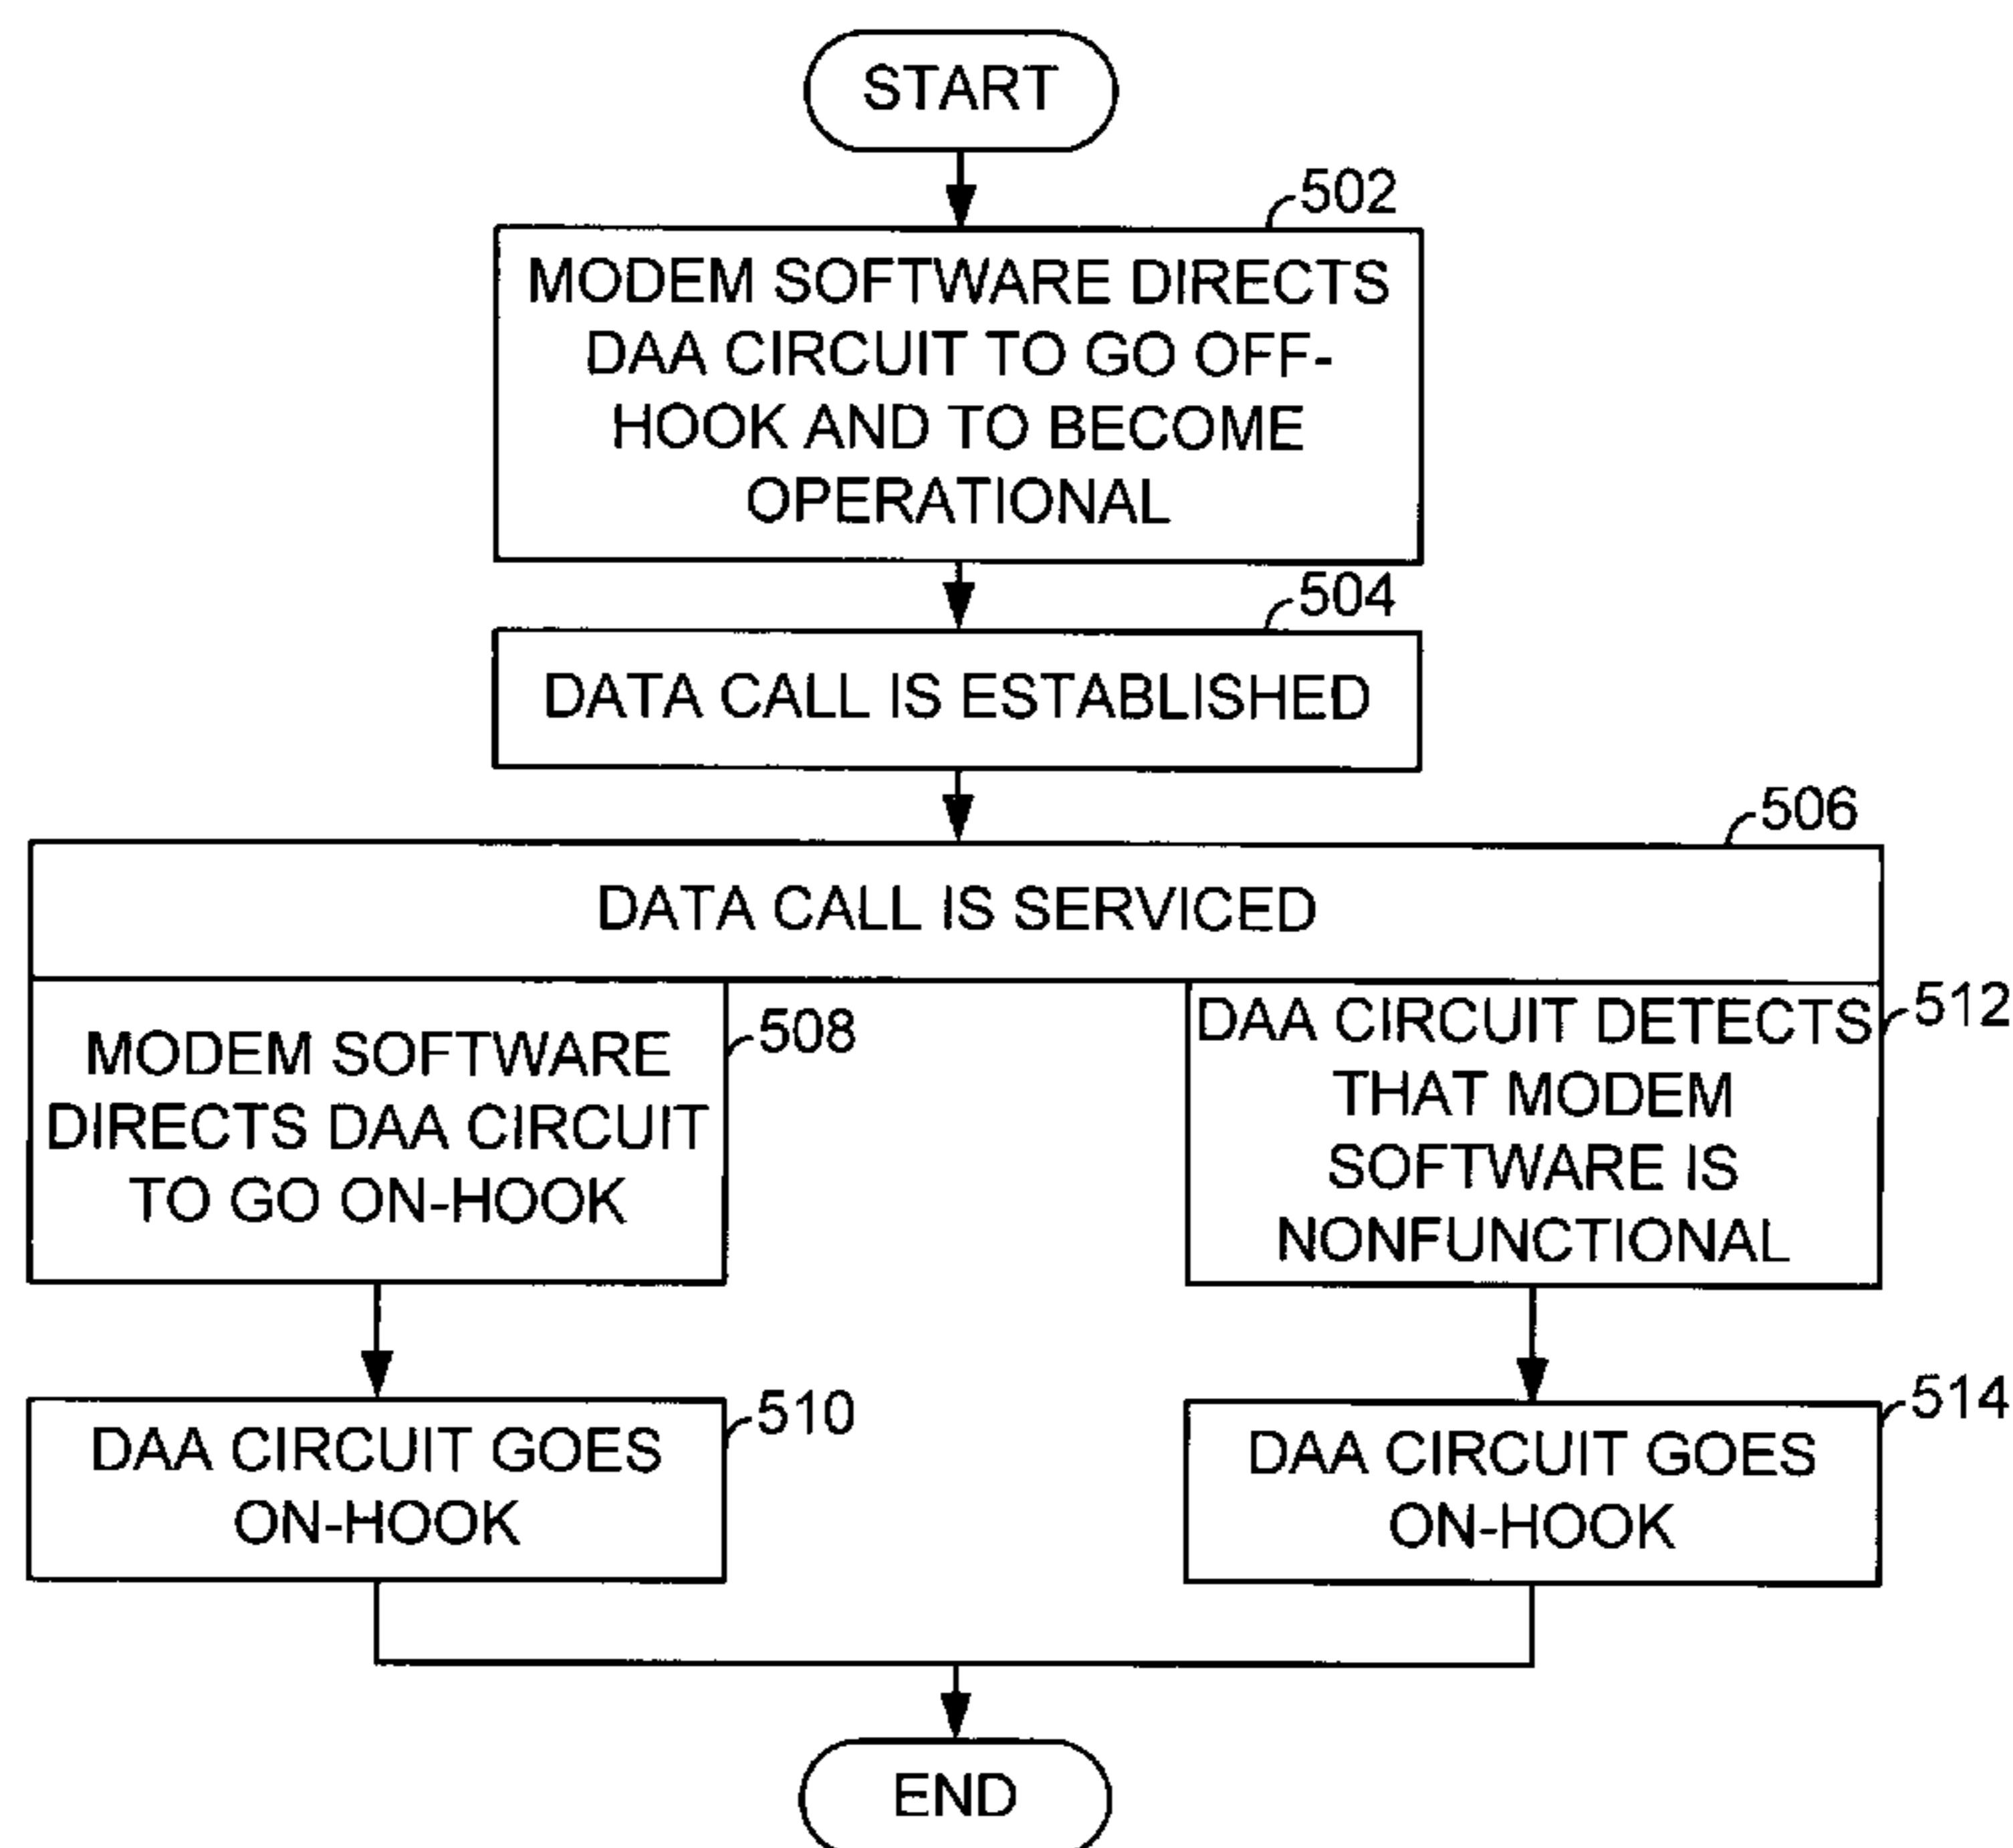 START
502
MODEM SOFTWARE DIRECTS
DAA CIRCUIT TO GO OFF-
HOOK AND TO BECOME
OPERATIONAL
504
DATA CALL IS ESTABLISHED
506
DATA CALL IS SERVICED
508
MODEM SOFTWARE
DIRECTS DAA CIRCUIT
TO GO ON-HOOK
512
DAA CIRCUIT DETECTS
THAT MODEM
SOFTWARE IS
NONFUNCTIONAL
510
DAA CIRCUIT GOES
ON-HOOK
514
DAA CIRCUIT GOES
ON-HOOK
END